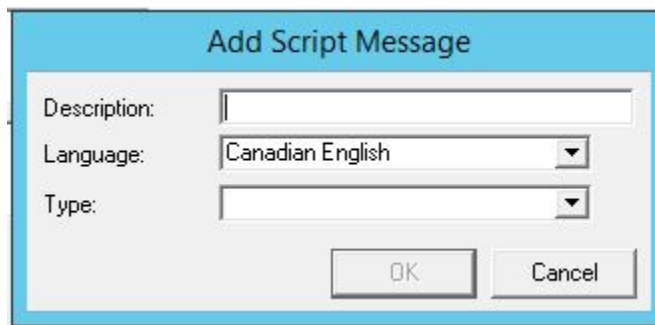 Add Script Message
Description:
Language: Canadian English
Type:
OK Cancel